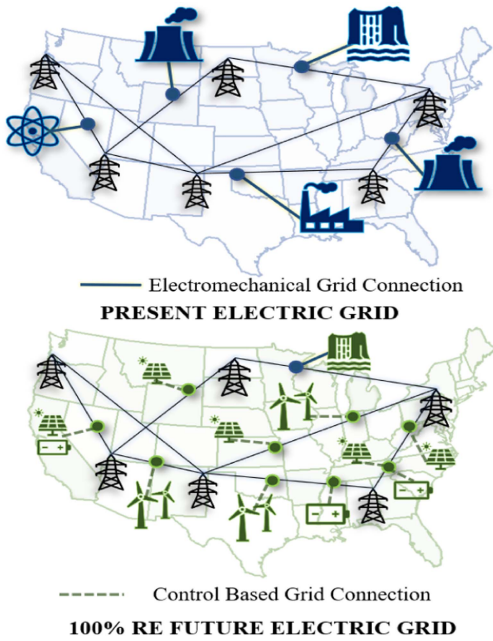 Electromechanical Grid Connection
PRESENT ELECTRIC GRID
Control Based Grid Connection
100% RE FUTURE ELECTRIC GRID